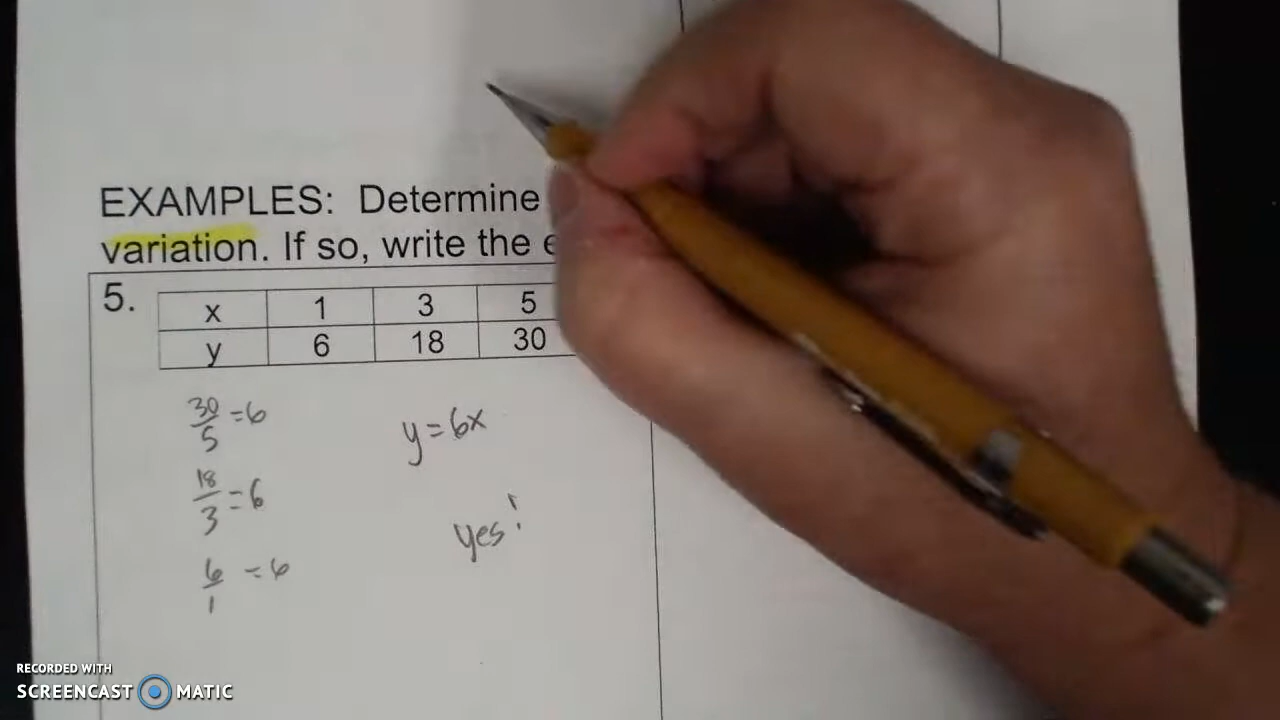 EXAMPLES: Determine
variation. If so, write the e
5.
x 1 3 5
y 6 18 30
30/5 = 6
y = 6x
18/3 = 6
yes!
6/1 = 6
RECORDED WITH
SCREENCAST MATIC